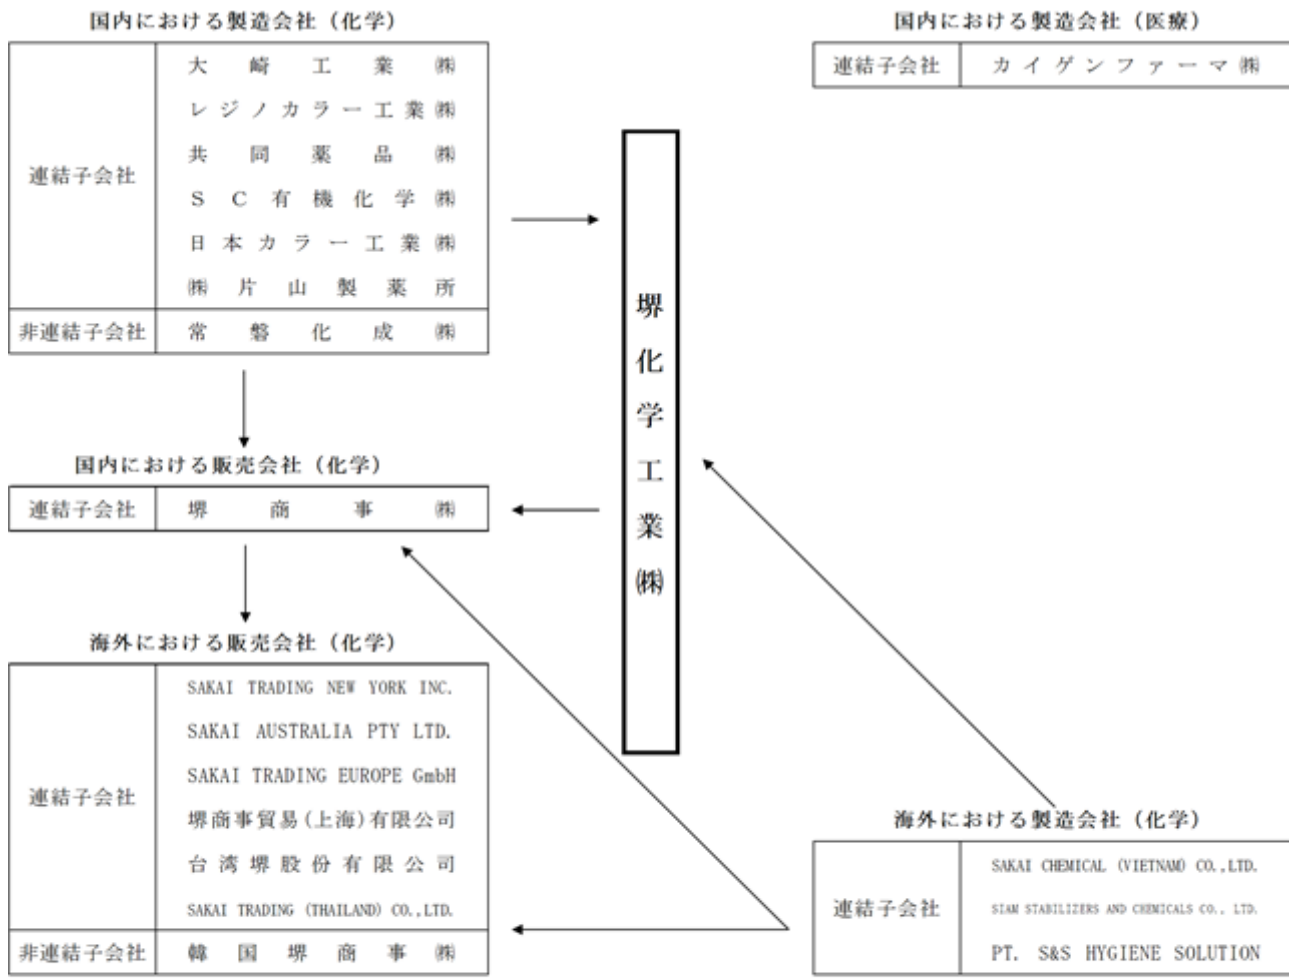 国内における製造会社（化学）
連結子会社
大崎工業㈱
レジノカラー工業㈱
共同薬品㈱
ＳＣ有機化学㈱
日本カラー工業㈱
㈱片山製薬所
非連結子会社
常磐化成㈱
国内における製造会社（医療）
連結子会社
カイゲンファーマ㈱
堺化学工業㈱
国内における販売会社（化学）
連結子会社
堺商事㈱
海外における販売会社（化学）
連結子会社
SAKAI TRADING NEW YORK INC.
SAKAI AUSTRALIA PTY LTD.
SAKAI TRADING EUROPE GmbH
堺商事貿易(上海)有限公司
台湾堺股份有限公司
SAKAI TRADING (THAILAND) CO.,LTD.
非連結子会社
韓国堺商事㈱
海外における製造会社（化学）
連結子会社
SAKAI CHEMICAL (VIETNAM) CO.,LTD.
SIAM STABILIZERS AND CHEMICALS CO., LTD.
PT. S&S HYGIENE SOLUTION